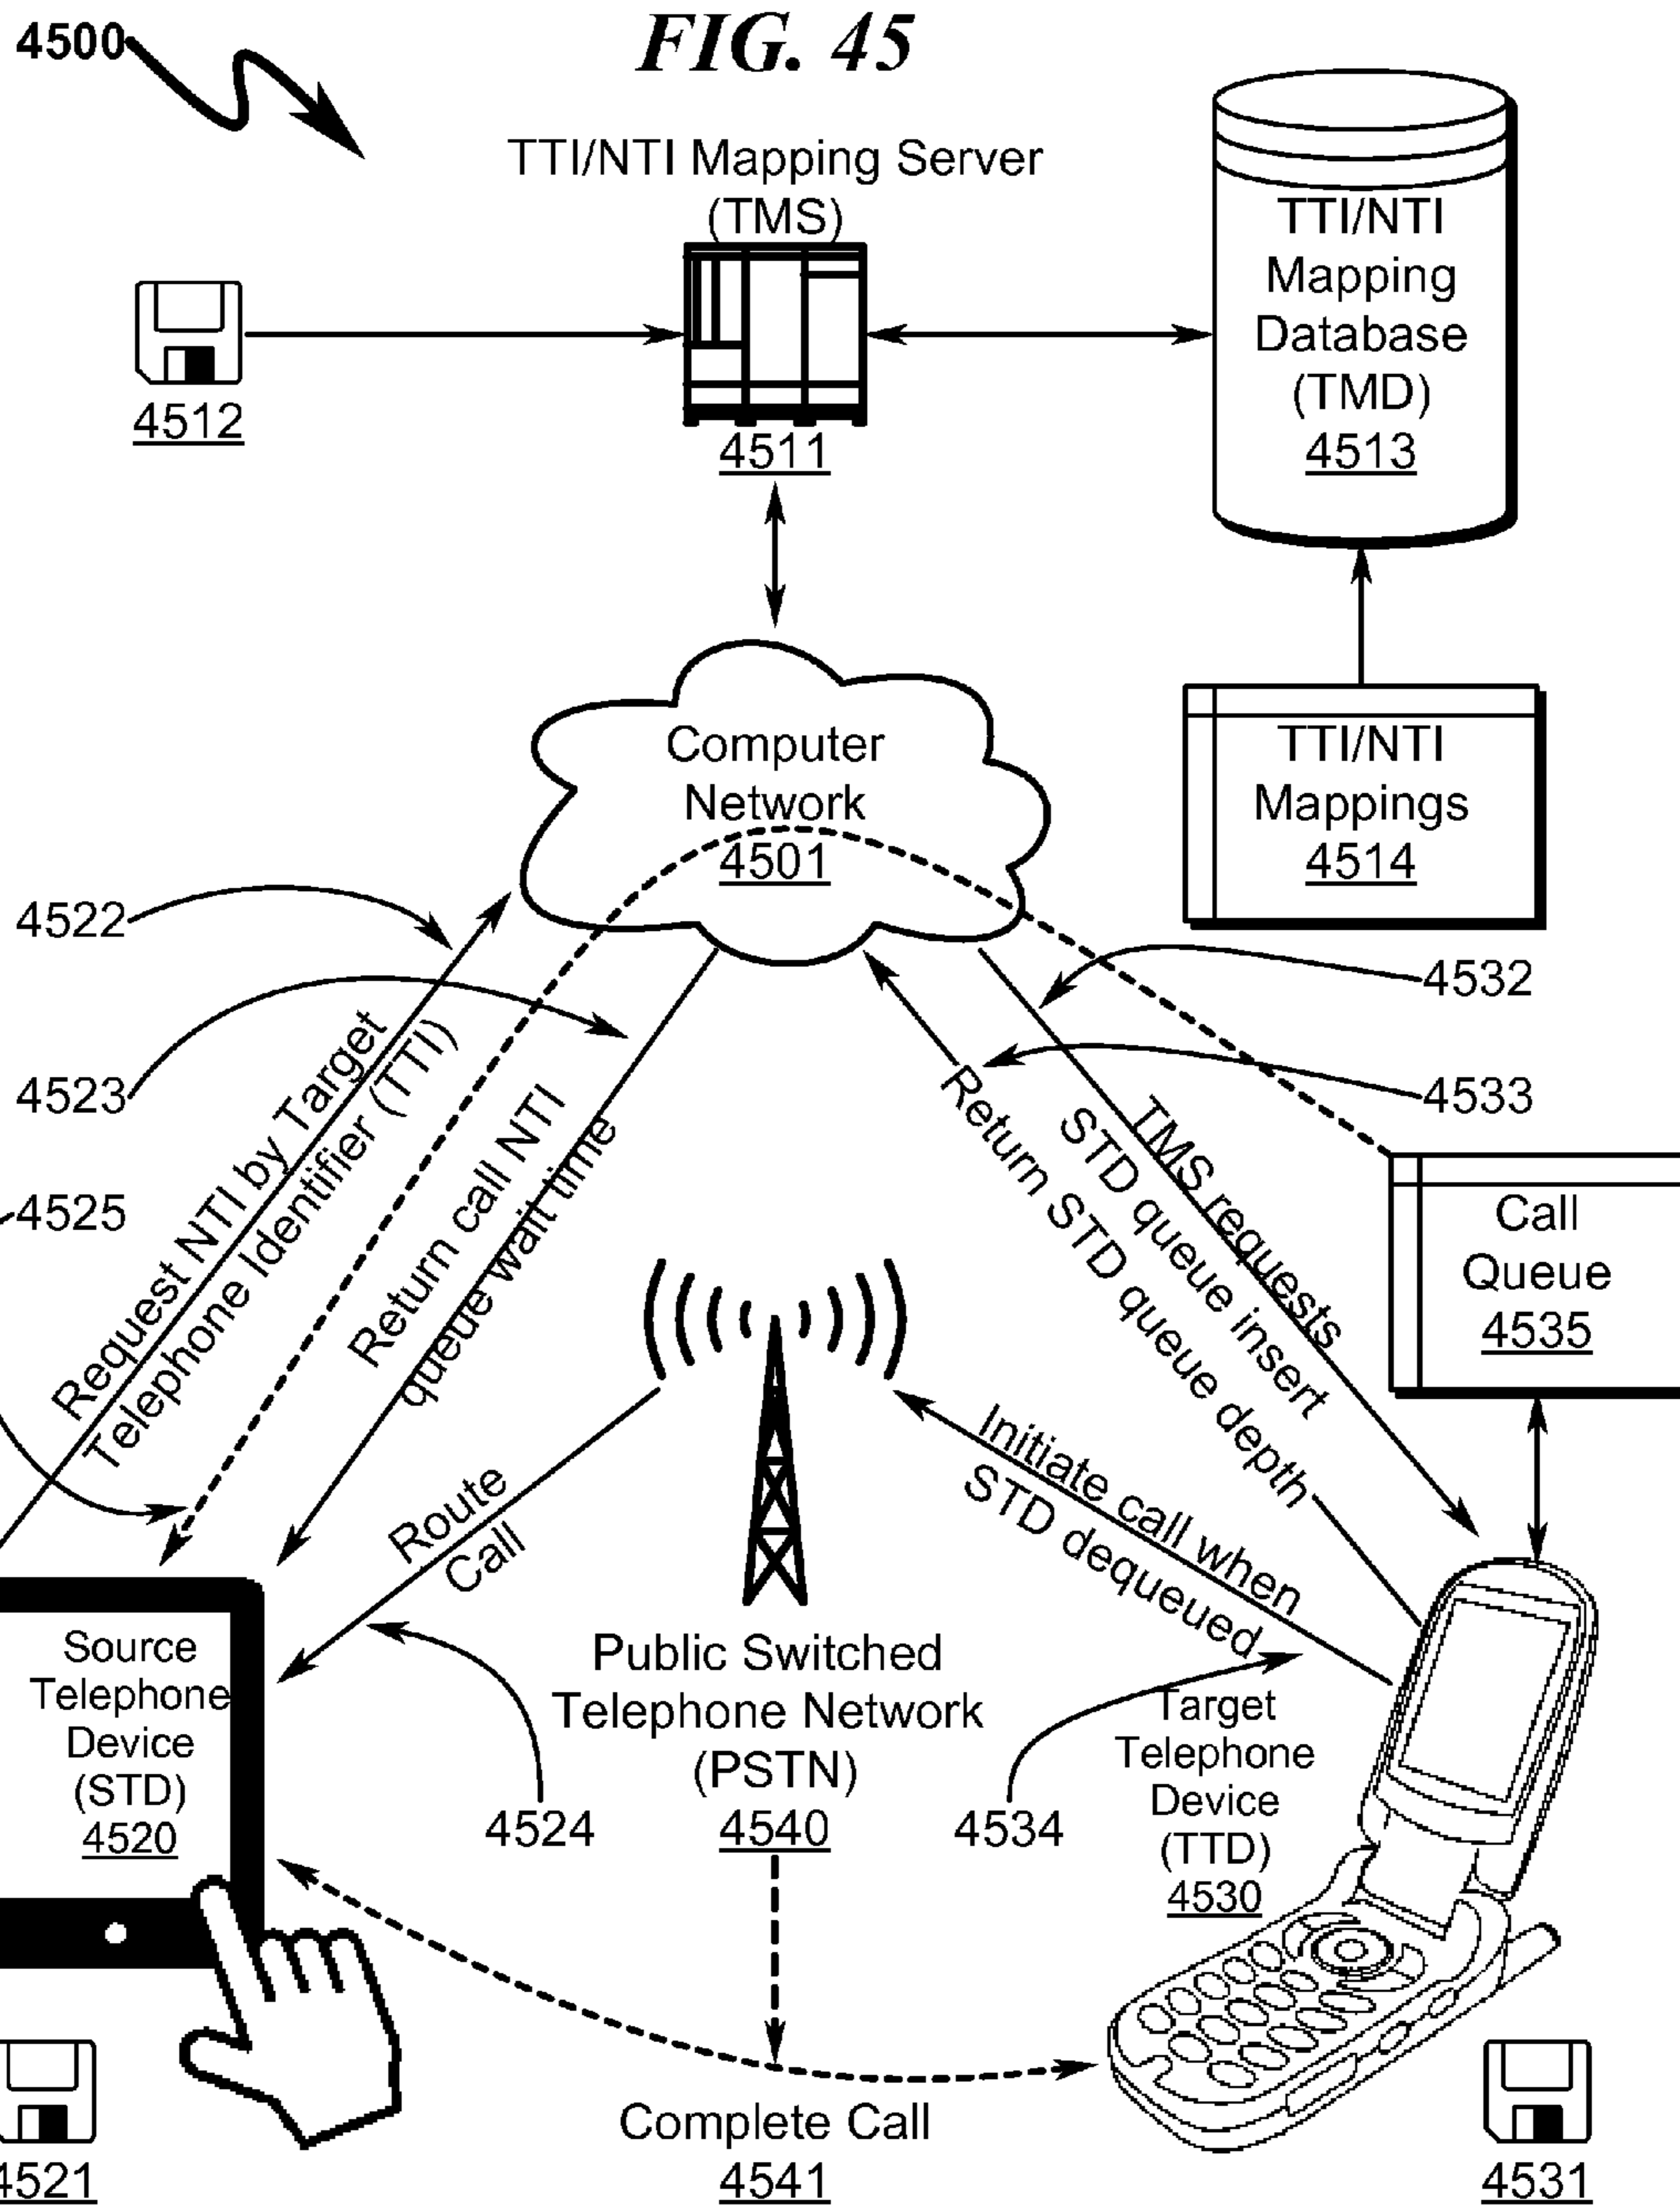 4500
FIG. 45
TTI/NTI Mapping Server
(TMS)
TTI/NTI
Mapping
Database
(TMD)
4513
4512
4511
Computer
Network
4501
TTI/NTI
Mappings
4514
4522
4523
4525
4532
4533
Request NTI by Target
Telephone Identifier (TTI)
Return call NTI
queue wait time
TMS requests
STD queue insert
Return STD queue depth
Call
Queue
4535
Route
Call
Initiate call when
STD dequeued
Source
Telephone
Device
(STD)
4520
Public Switched
Telephone Network
(PSTN)
4540
4524
4534
Target
Telephone
Device
(TTD)
4530
Complete Call
4541
4521
4531